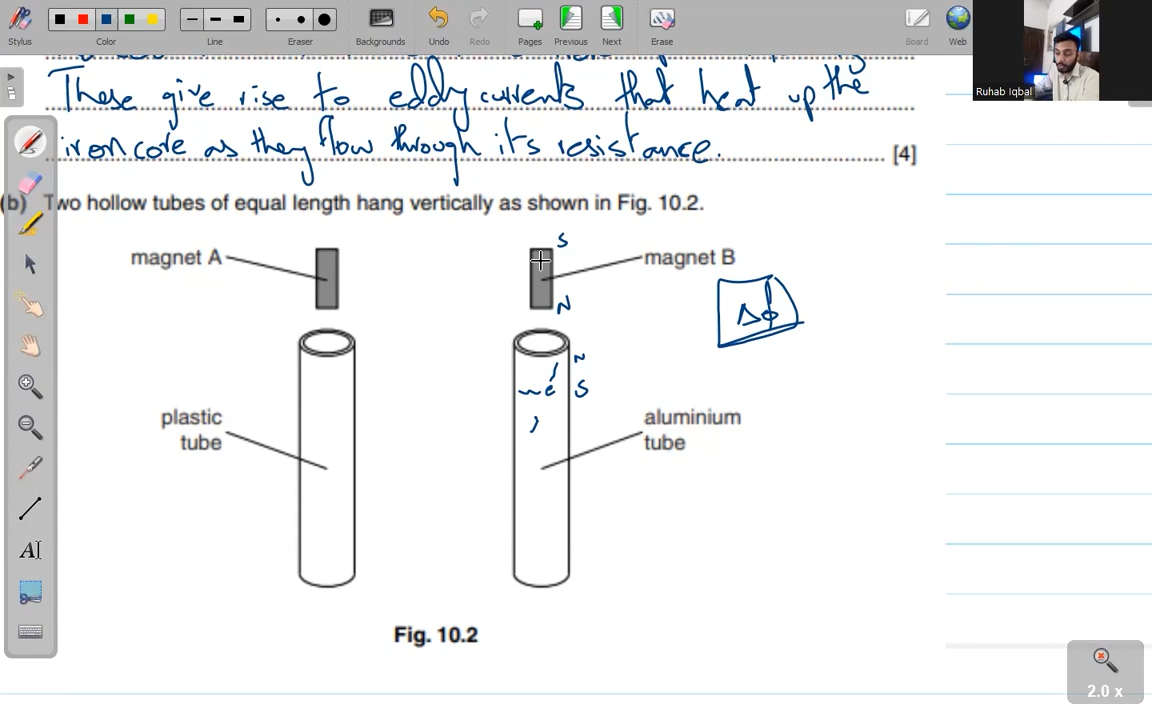 Stylus Color Line Eraser Backgrounds Undo Redo Pages Previous Next Erase Board Web
Ruhab Iqbal
These give rise to eddy currents that heat up the
iron core as they flow through its resistance. [4]
(b) Two hollow tubes of equal length hang vertically as shown in Fig. 10.2.
S
magnet A
magnet B
N
Δϕ
N
S
plastic
tube
aluminium
tube
Fig. 10.2
AI
2.0 x